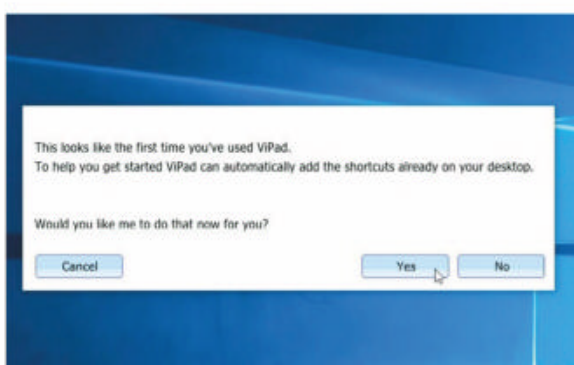 This looks like the first time you've used ViPad.
To help you get started ViPad can automatically add the shortcuts already on your desktop.
Would you like me to do that now for you?
Cancel
Yes
No